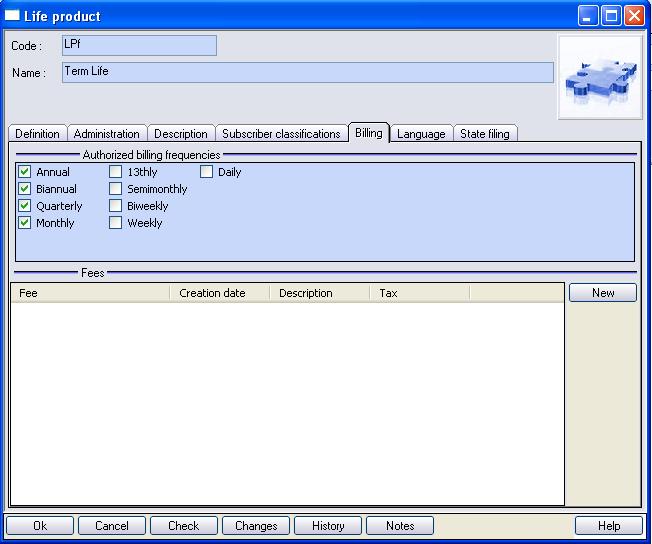 Life product
Code : LPf
Name : Term Life
Definition Administration Description Subscriber classifications Billing Language State filing
Authorized billing frequencies
Annual 13thly Daily
Biannual Semimonthly
Quarterly Biweekly
Monthly Weekly
Fees
Fee Creation date Description Tax New
Ok Cancel Check Changes History Notes Help